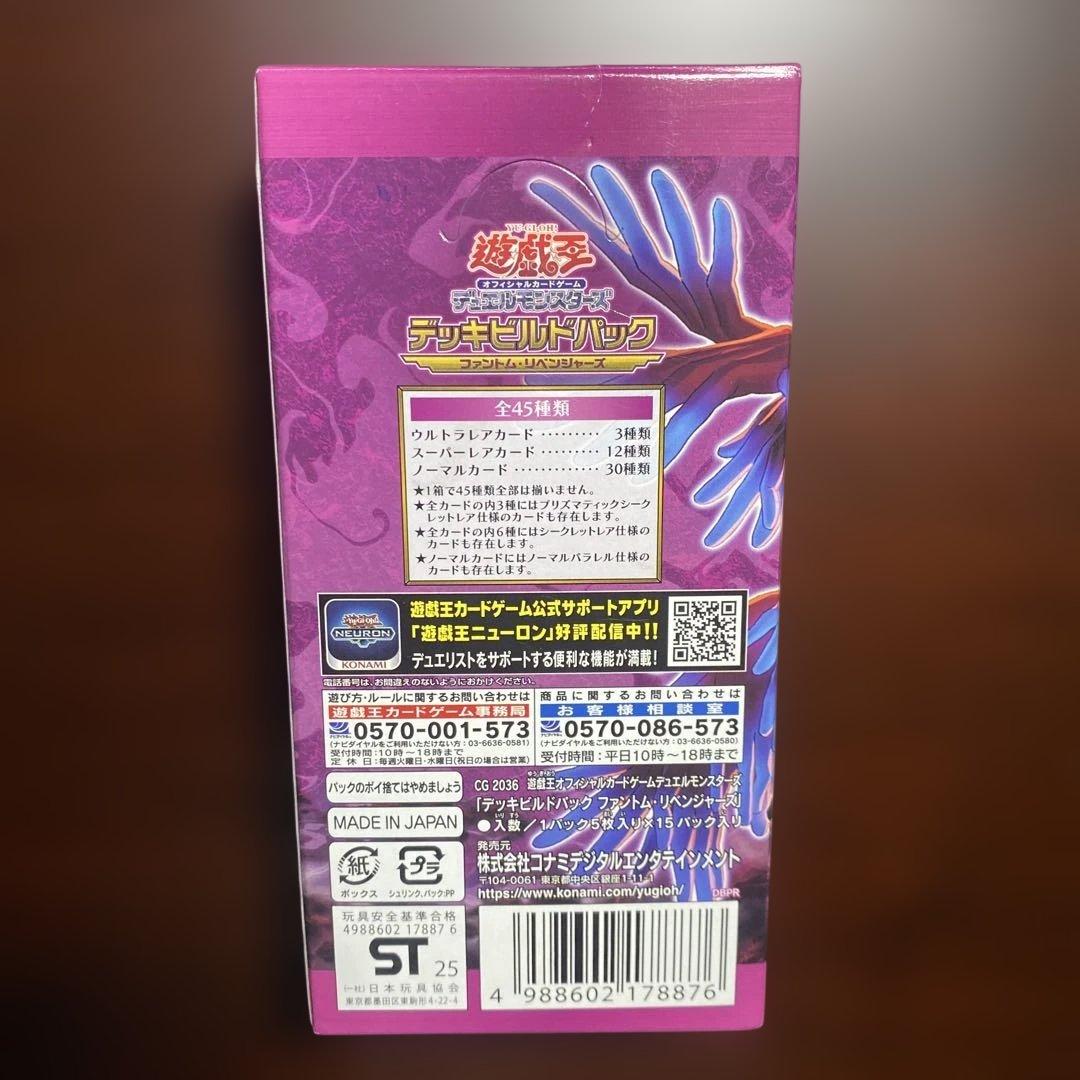 YU-GI-OH!
遊戯王
オフィシャルカードゲーム
デュエルモンスターズ
デッキビルドパック
ファントム・リベンジャーズ
全45種類
ウルトラレアカード ········· 3種類
スーパーレアカード ········· 12種類
ノーマルカード ············· 30種類
★1箱で45種類全部は揃いません。
★全カードの内3種にはプリズマティックシーク
レットレア仕様のカードも存在します。
★全カードの内6種にはシークレットレア仕様の
カードも存在します。
★ノーマルカードにはノーマルパラレル仕様の
カードも存在します。
Yu-Gi-Oh!
NEURON
KONAMI
遊戯王カードゲーム公式サポートアプリ
「遊戯王ニューロン」好評配信中!!
デュエリストをサポートする便利な機能が満載!
電話番号は、お間違えのないようにおかけください。
遊び方・ルールに関するお問い合わせは
遊戯王カードゲーム事務局
ナビダイヤル 0570-001-573
(ナビダイヤルをご利用いただけない方:03-6636-0581)
受付時間:10時〜18時まで
定休日:毎週火曜日・水曜日(祝日の場合は営業)
商品に関するお問い合わせは
お客様相談室
ナビダイヤル 0570-086-573
(ナビダイヤルをご利用いただけない方:03-6636-0580)
受付時間:平日10時〜18時まで
パックのポイ捨てはやめましょう
MADE IN JAPAN
紙
ボックス
プラ
シュリンク、パック:PP
CG 2036 遊戯王オフィシャルカードゲームデュエルモンスターズ
「デッキビルドパック ファントム・リベンジャーズ」
●入数/1パック5枚入り×15パック入り
発売元
株式会社コナミデジタルエンタテインメント
〒104-0061 東京都中央区銀座1-11-1
https://www.konami.com/yugioh/
DBPR
玩具安全基準合格
4988602 17887 6
ST 25
(一社)日本玩具協会
東京都墨田区東駒形4-22-4
4 988602 178876